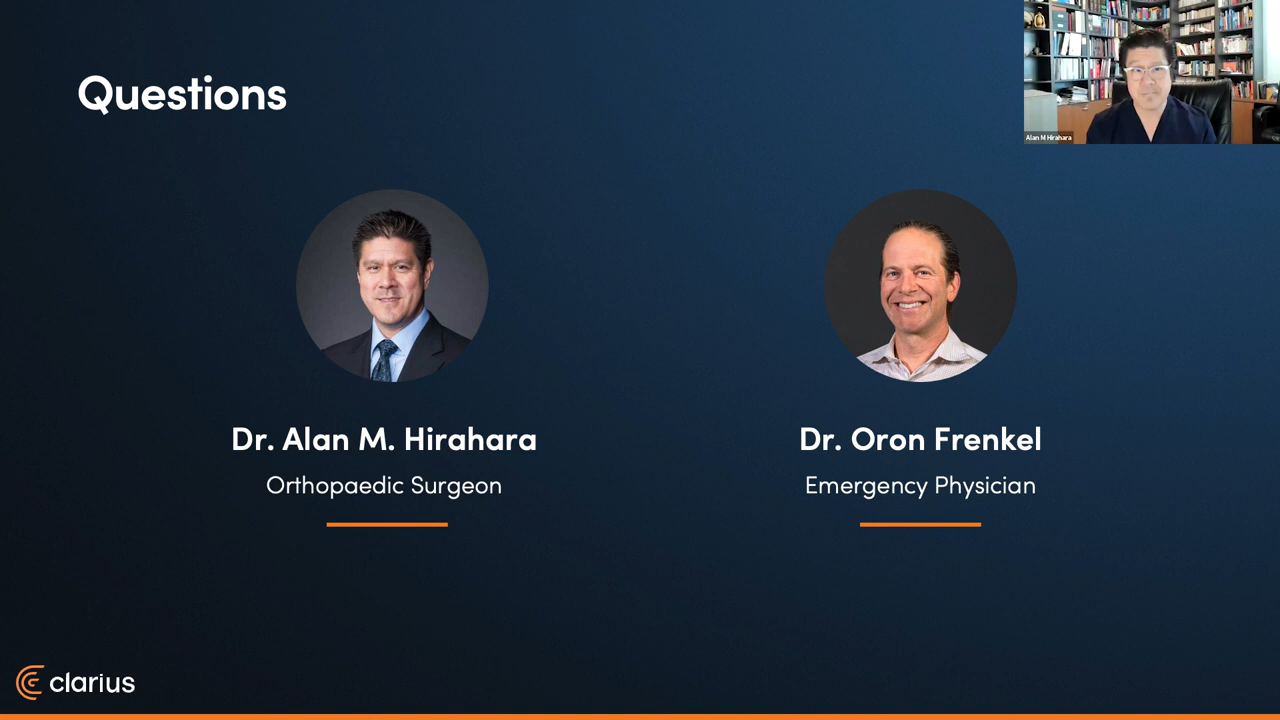 Questions
Alan M Hirahara
Dr. Alan M. Hirahara
Orthopaedic Surgeon
Dr. Oron Frenkel
Emergency Physician
clarius